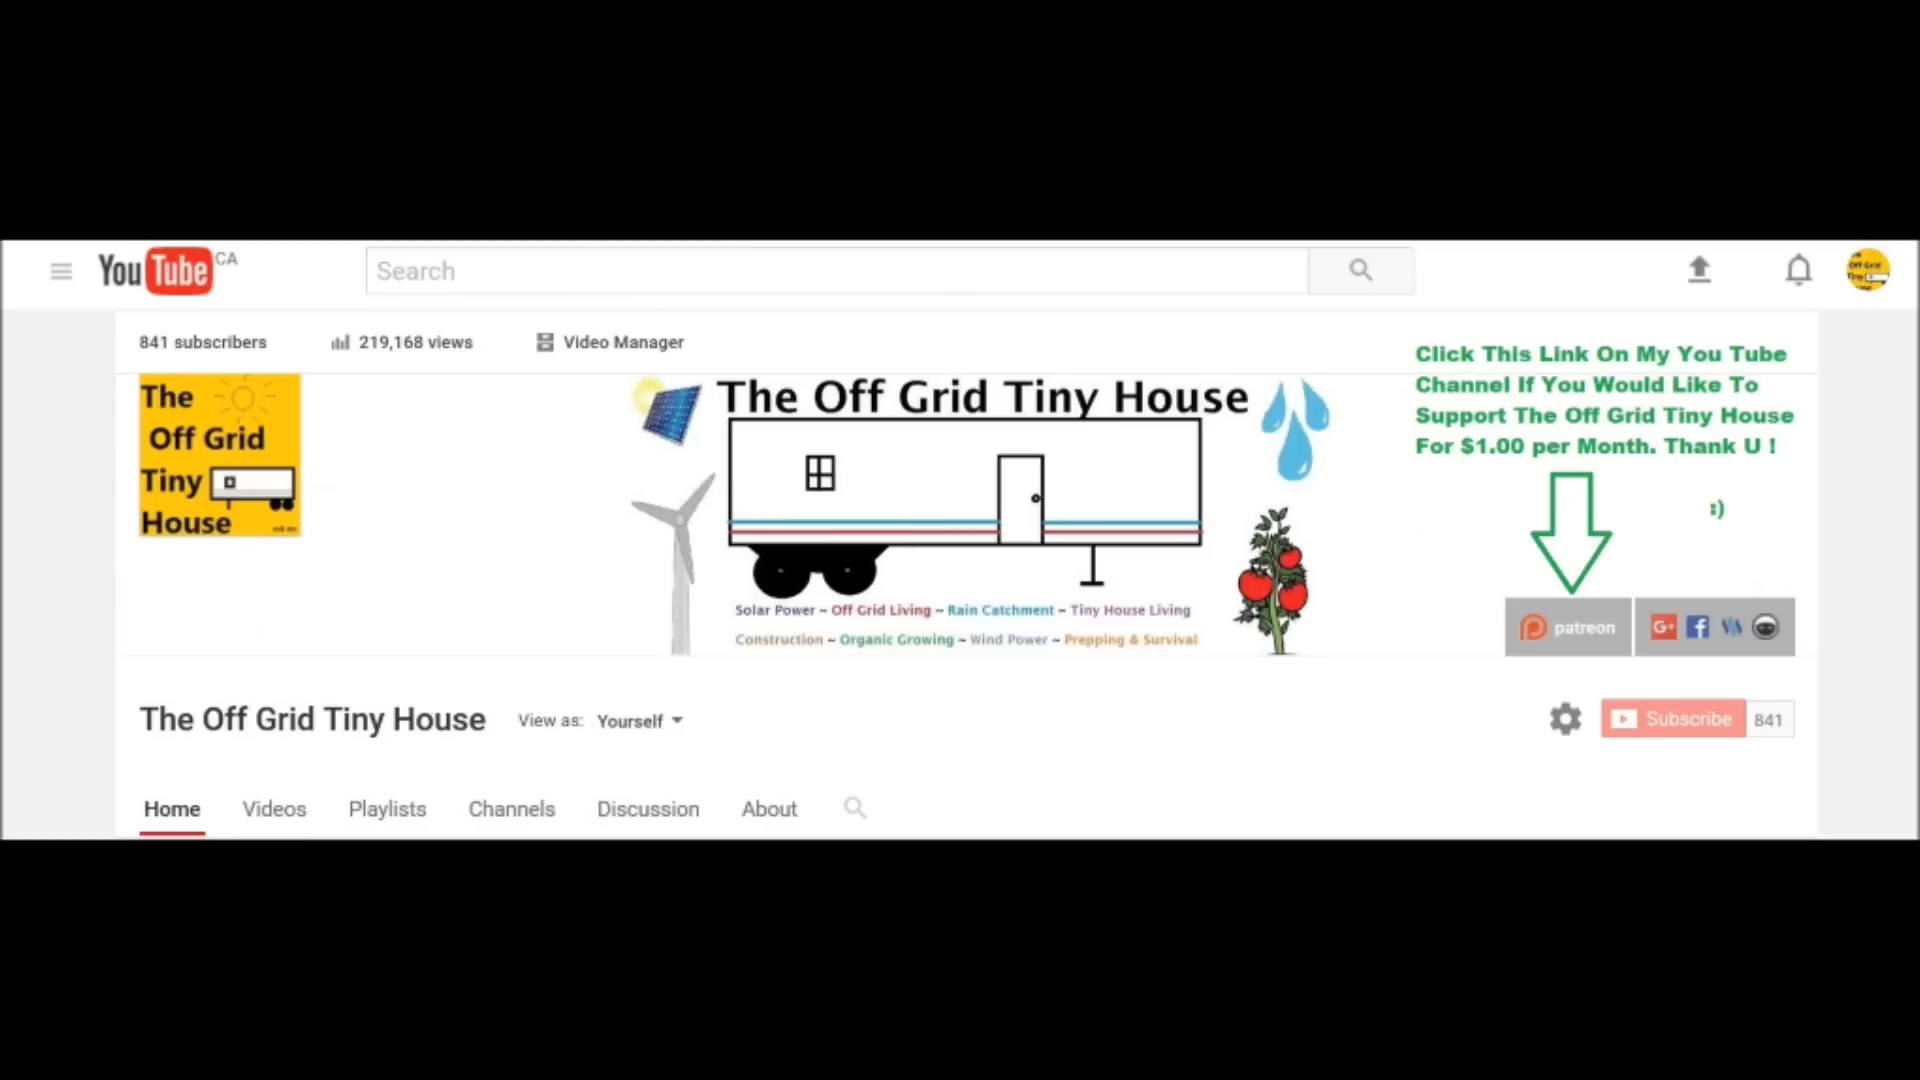 YouTube CA
Search
841 subscribers
219,168 views
Video Manager
The
Off Grid
Tiny
House
The Off Grid Tiny House
Solar Power ~ Off Grid Living ~ Rain Catchment ~ Tiny House Living
Construction ~ Organic Growing ~ Wind Power ~ Prepping & Survival
Click This Link On My You Tube
Channel If You Would Like To
Support The Off Grid Tiny House
For $1.00 per Month. Thank U !
:)
patreon
G+ f
The Off Grid Tiny House
View as: Yourself
Subscribe 841
Home Videos Playlists Channels Discussion About